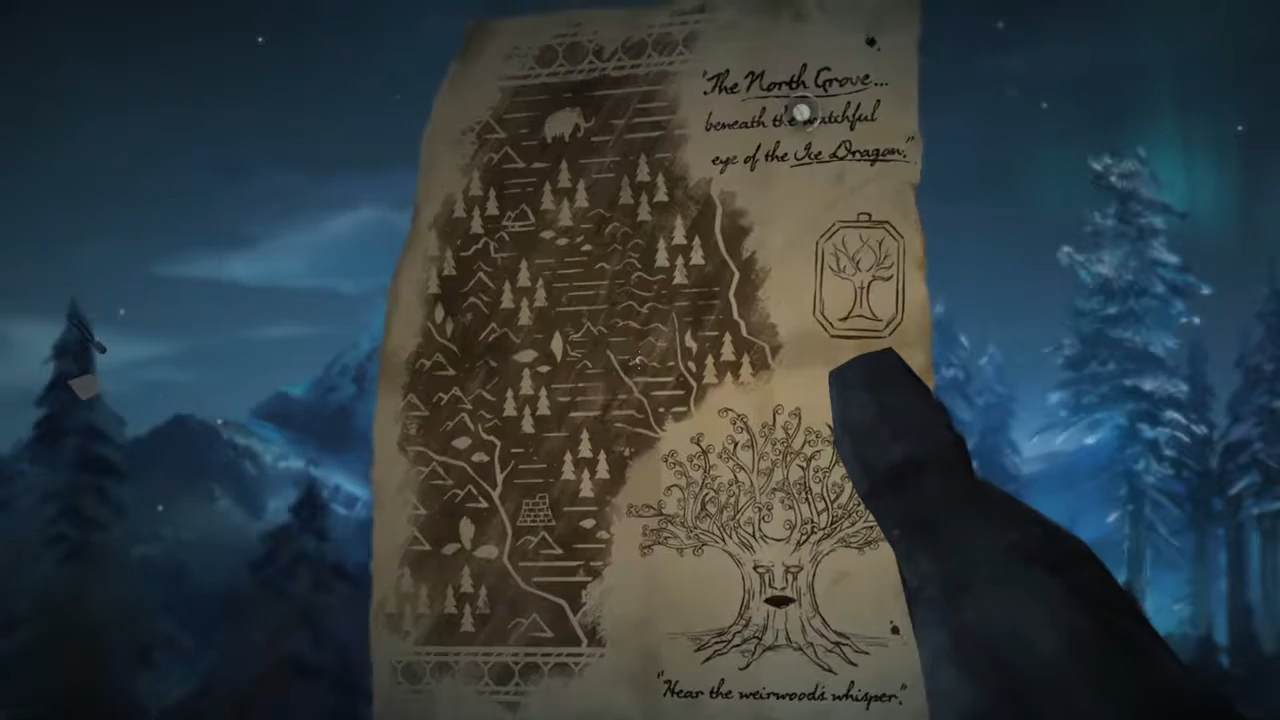 "The North Grove...
beneath the watchful
eye of the Ice Dragon."
"Hear the weirwood's whisper."